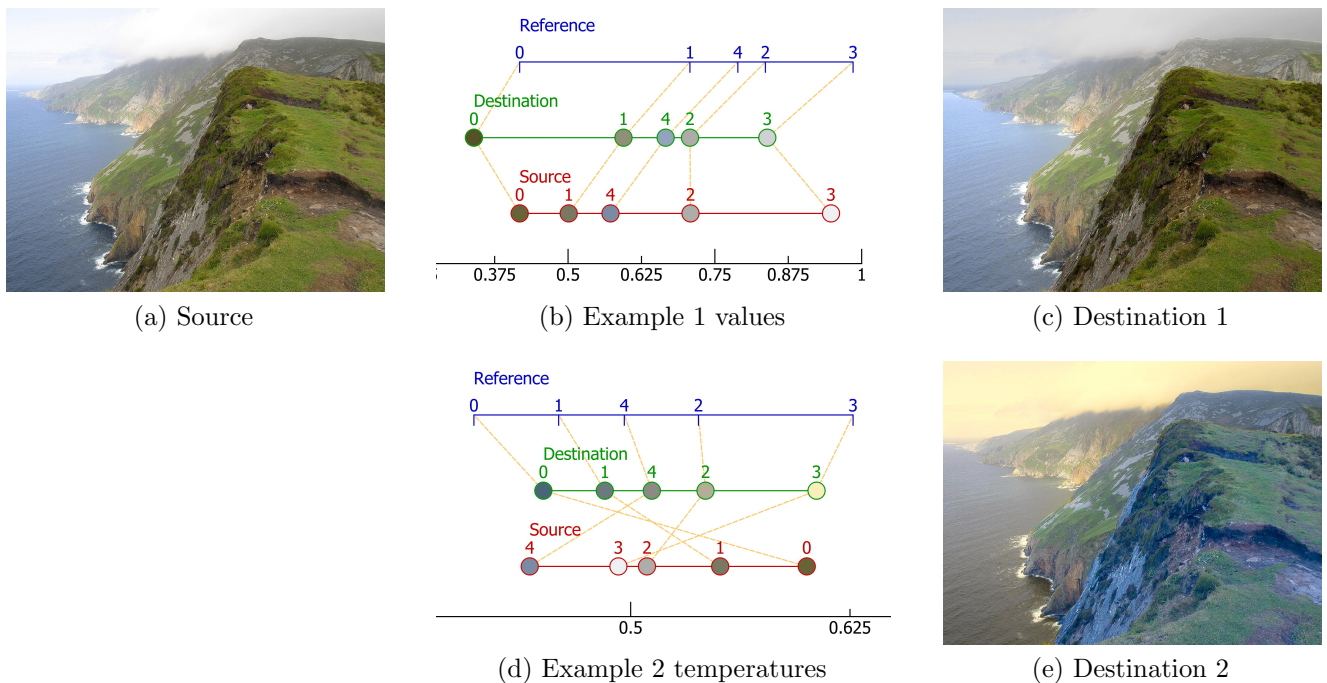 Reference
0 1 4 2 3
Destination
0 1 4 2 3
Source
0 1 4 2 3
0.375 0.5 0.625 0.75 0.875 1
(a) Source
(b) Example 1 values
(c) Destination 1
Reference
0 1 4 2 3
Destination
0 1 4 2 3
Source
4 3 2 1 0
0.5 0.625
(d) Example 2 temperatures
(e) Destination 2